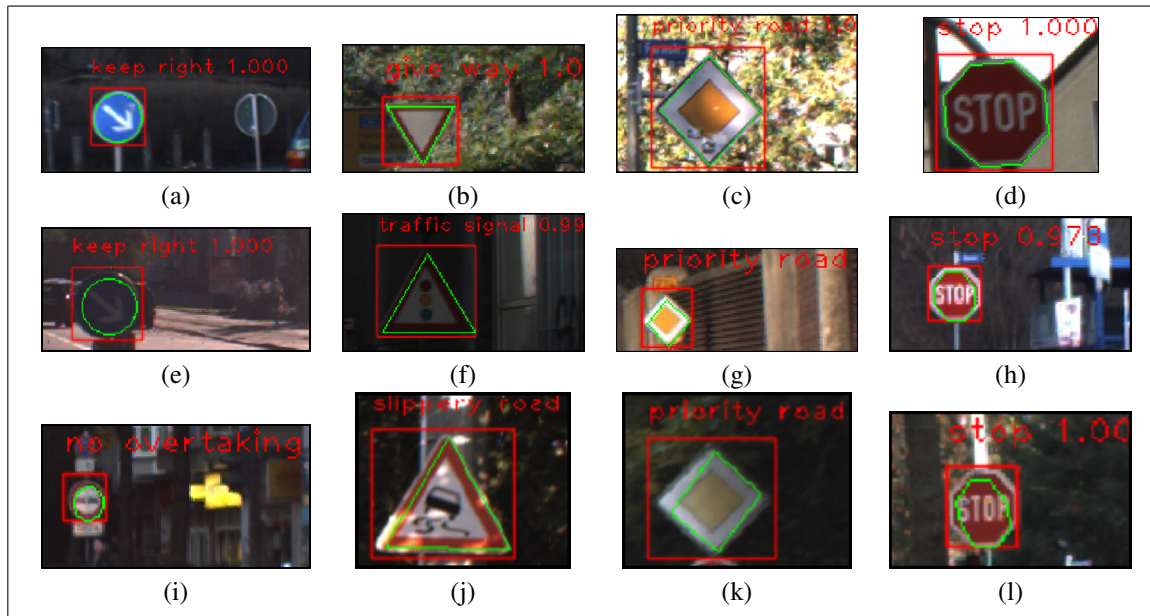 keep right 1.000
give way 1.0
priority road 1.0
stop 1.000
STOP
(a)
(b)
(c)
(d)
keep right 1.000
traffic signal 0.99
priority road
stop 0.973
STOP
(e)
(f)
(g)
(h)
no overtaking
slippery road
priority road
stop 1.00
STOP
(i)
(j)
(k)
(l)